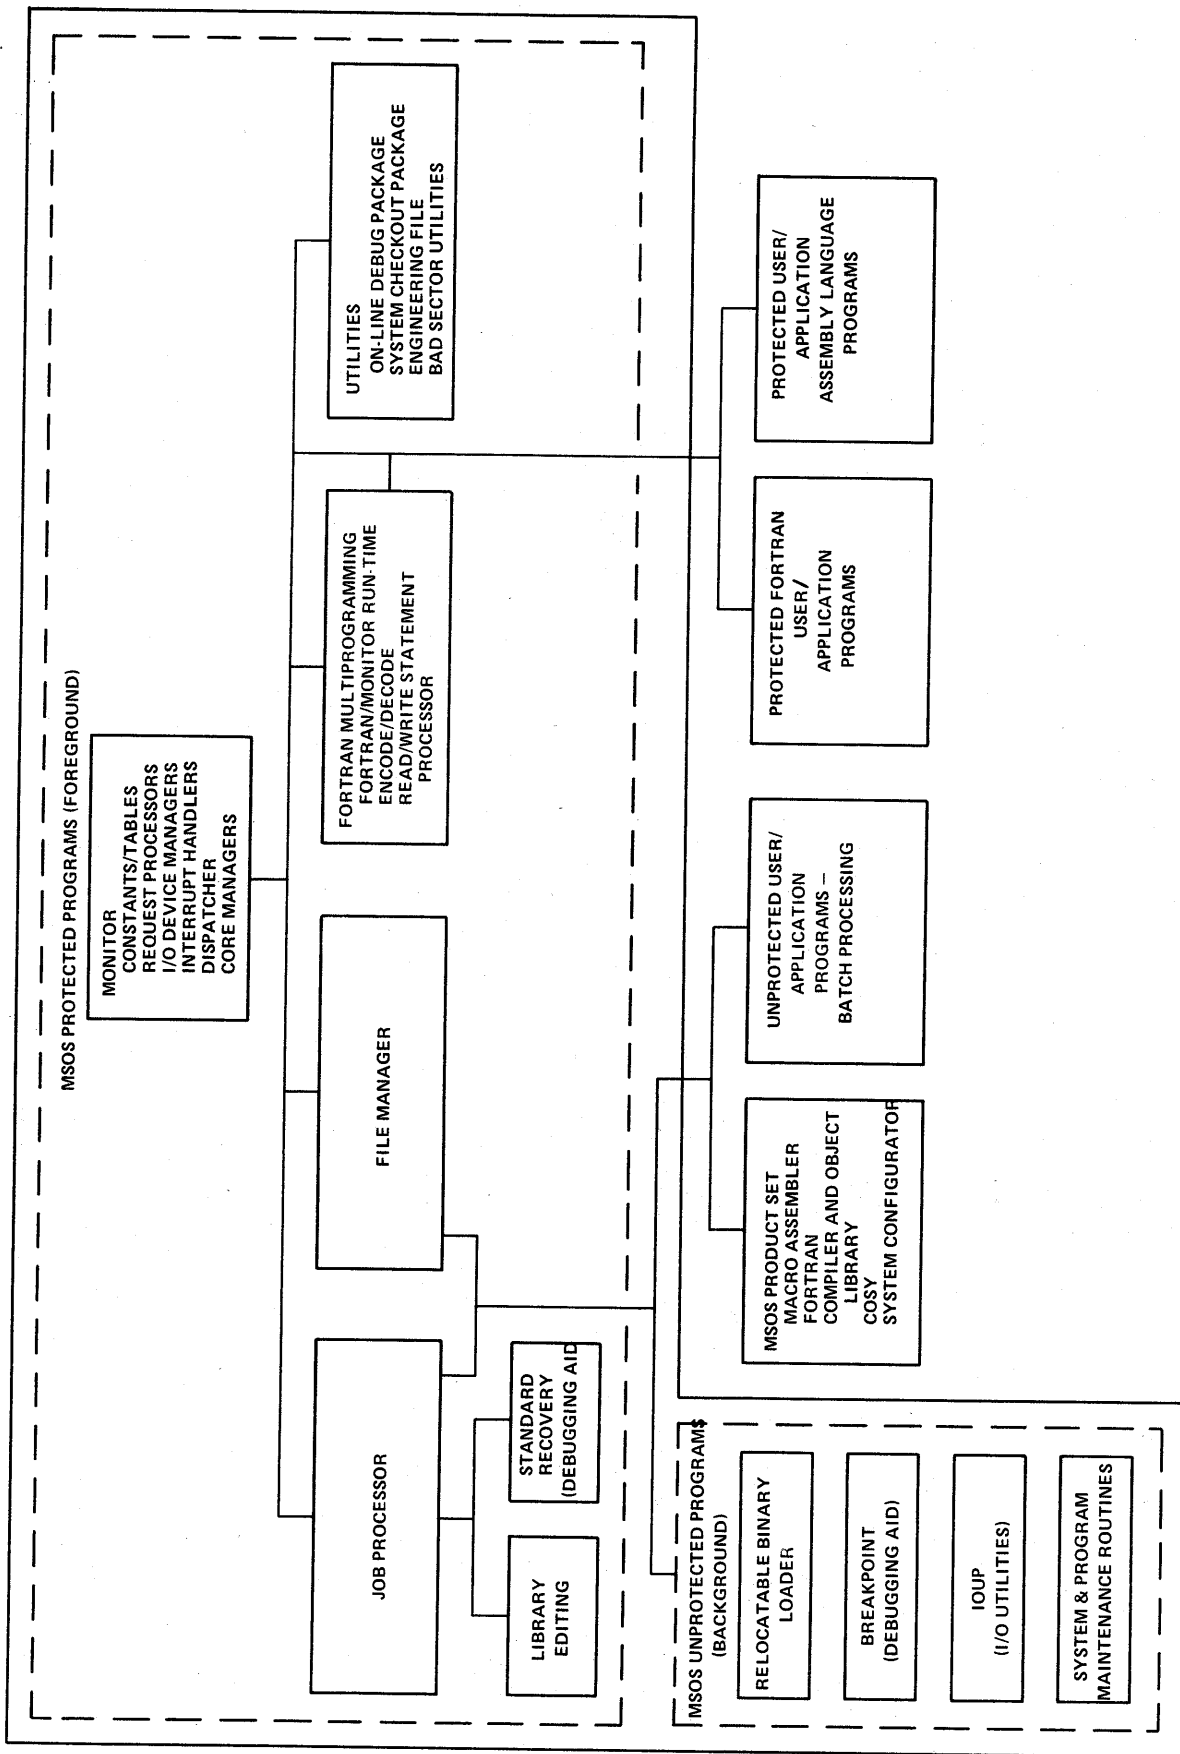 MSOS PROTECTED PROGRAMS (FOREGROUND)
MONITOR
CONSTANTS/TABLES
REQUEST PROCESSORS
I/O DEVICE MANAGERS
INTERRUPT HANDLERS
DISPATCHER
CORE MANAGERS
JOB PROCESSOR
FILE MANAGER
FORTRAN MULTIPROGRAMMING
FORTRAN/MONITOR RUN-TIME
ENCODE/DECODE
READ/WRITE STATEMENT
PROCESSOR
UTILITIES
ON-LINE DEBUG PACKAGE
SYSTEM CHECKOUT PACKAGE
ENGINEERING FILE
BAD SECTOR UTILITIES
LIBRARY
EDITING
STANDARD
RECOVERY
(DEBUGGING AID)
MSOS UNPROTECTED PROGRAMS
(BACKGROUND)
RELOCATABLE BINARY
LOADER
BREAKPOINT
(DEBUGGING AID)
IOUP
(I/O UTILITIES)
SYSTEM & PROGRAM
MAINTENANCE ROUTINES
MSOS PRODUCT SET
MACRO ASSEMBLER
FORTRAN
COMPILER AND OBJECT
LIBRARY
COSY
SYSTEM CONFIGURATOR
UNPROTECTED USER/
APPLICATION
PROGRAMS –
BATCH PROCESSING
PROTECTED FORTRAN
USER/
APPLICATION
PROGRAMS
PROTECTED USER/
APPLICATION
ASSEMBLY LANGUAGE
PROGRAMS